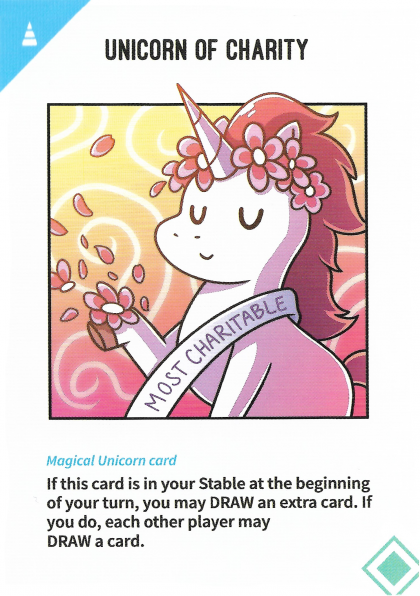 UNICORN OF CHARITY
MOST CHARITABLE
Magical Unicorn card
If this card is in your Stable at the beginning
of your turn, you may DRAW an extra card. If
you do, each other player may
DRAW a card.